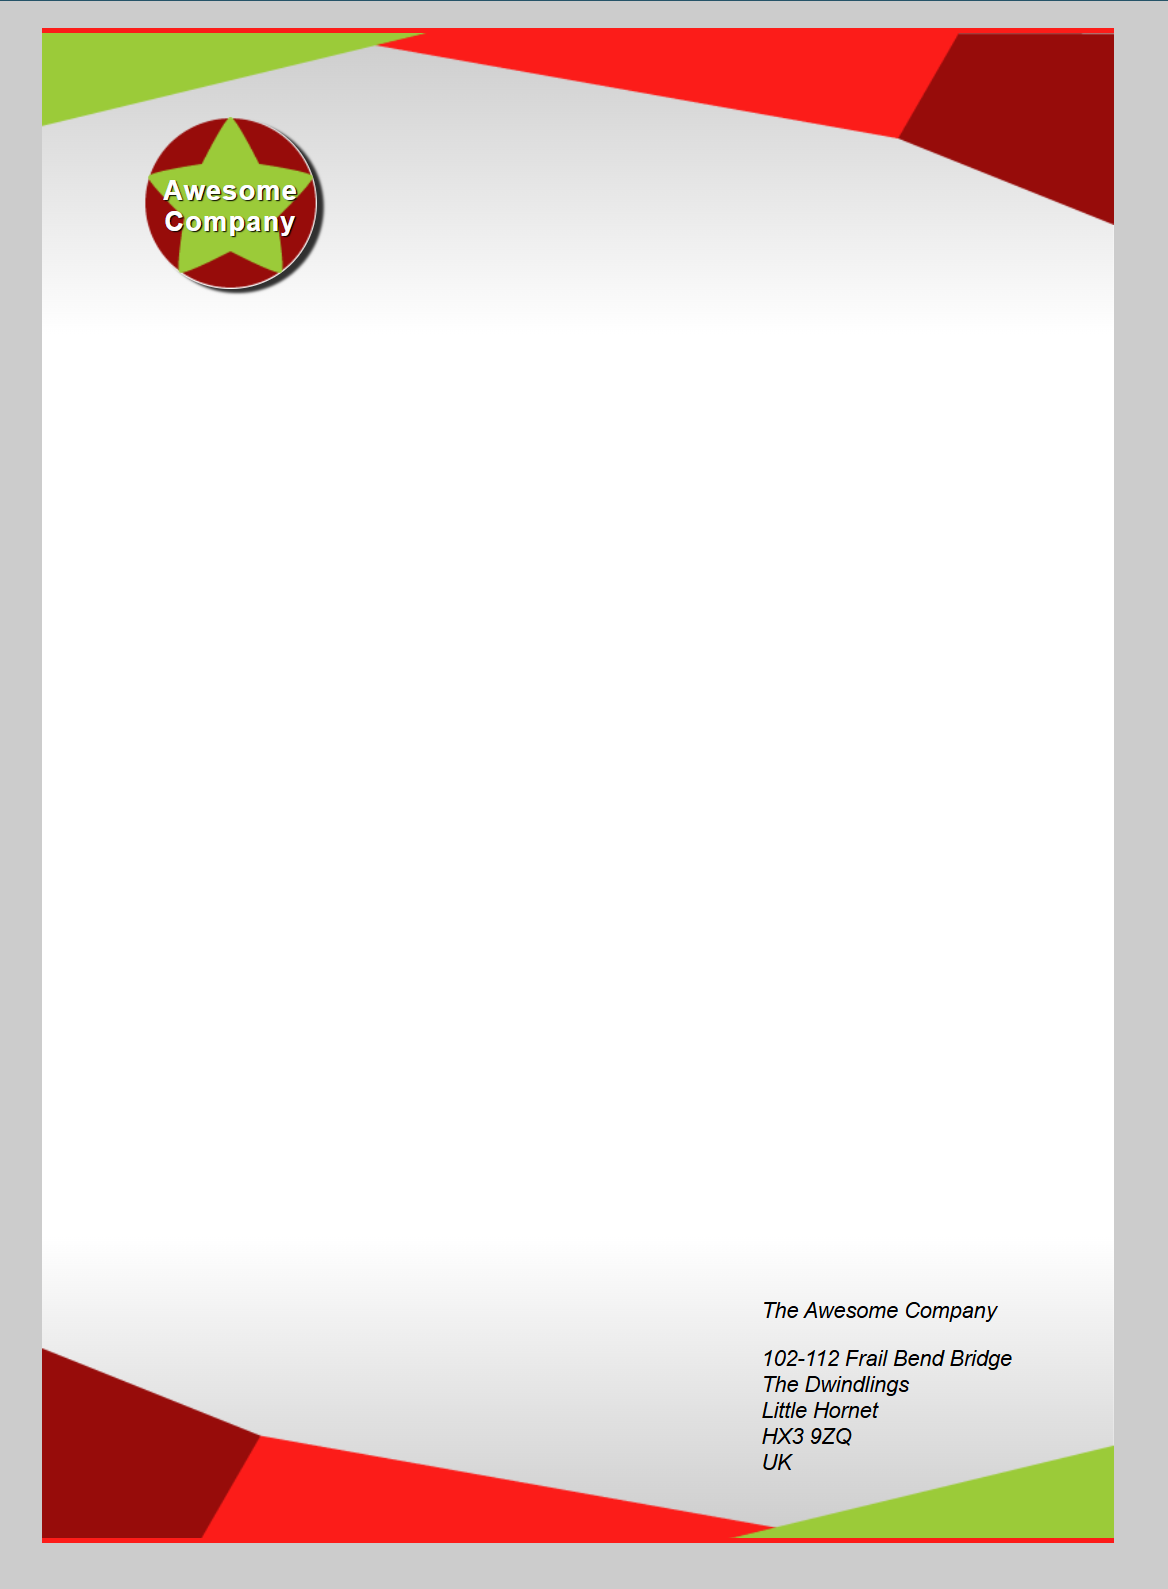 Awesome
Company
The Awesome Company
102-112 Frail Bend Bridge
The Dwindlings
Little Hornet
HX3 9ZQ
UK